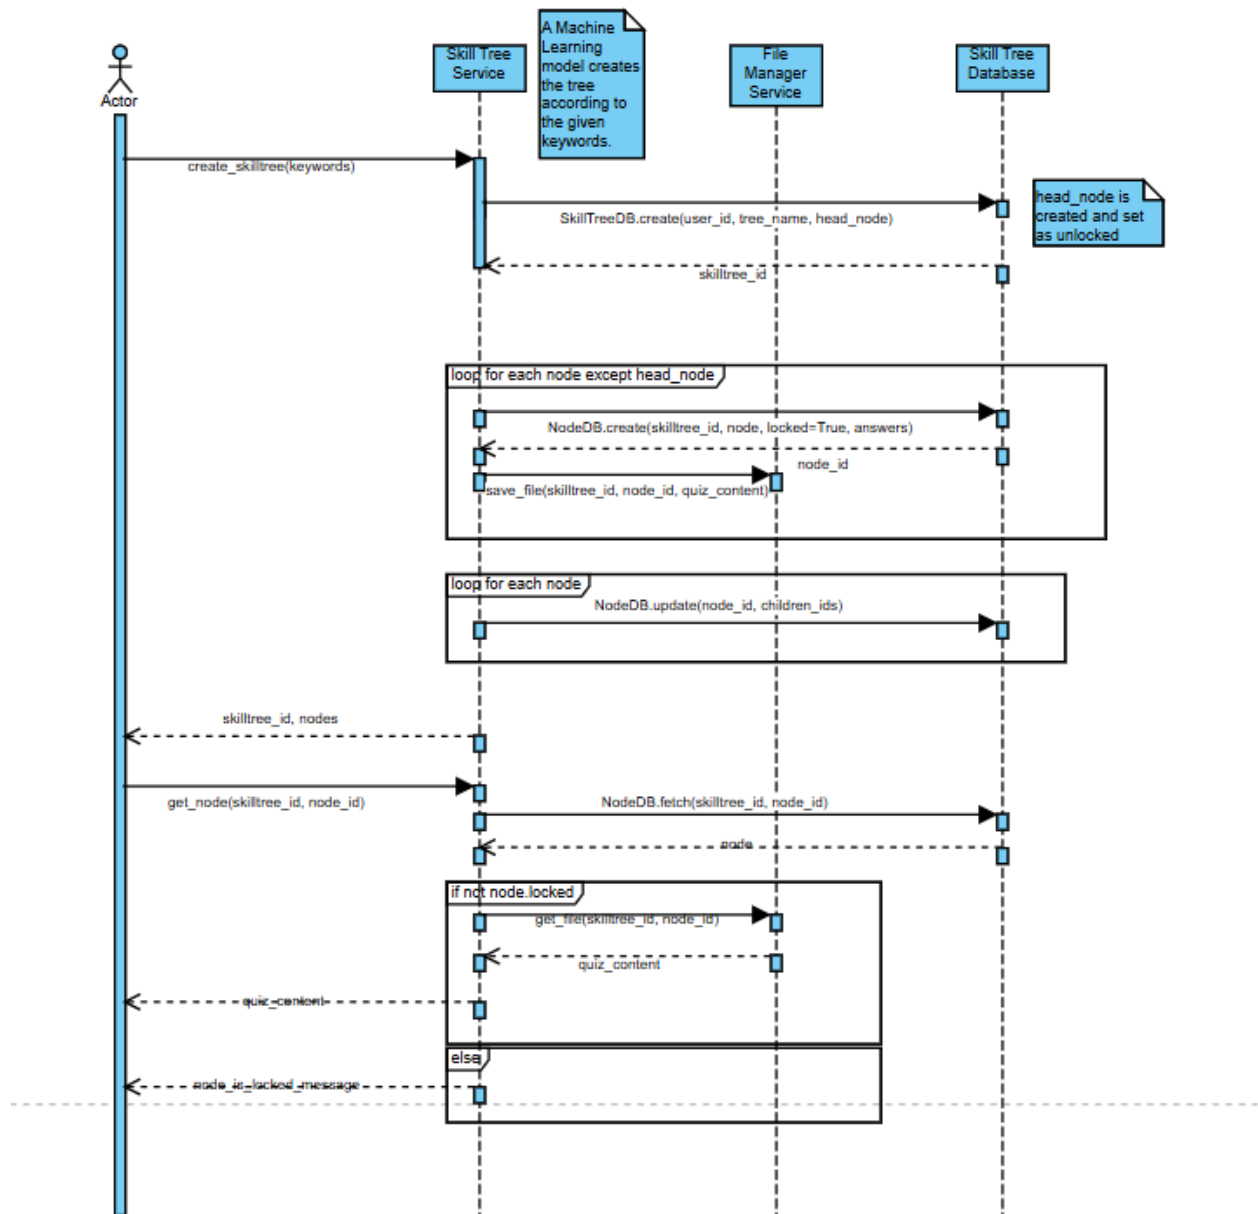 Actor
Skill Tree
Service
A Machine
Learning
model creates
the tree
according to
the given
keywords.
File
Manager
Service
Skill Tree
Database
create_skilltree(keywords)
SkillTreeDB.create(user_id, tree_name, head_node)
head_node is
created and set
as unlocked
skilltree_id
loop for each node except head_node
NodeDB.create(skilltree_id, node, locked=True, answers)
node_id
save_file(skilltree_id, node_id, quiz_content)
loop for each node
NodeDB.update(node_id, children_ids)
skilltree_id, nodes
get_node(skilltree_id, node_id)
NodeDB.fetch(skilltree_id, node_id)
node
if not node.locked
get_file(skilltree_id, node_id)
quiz_content
quiz_content
else
node_is_locked_message